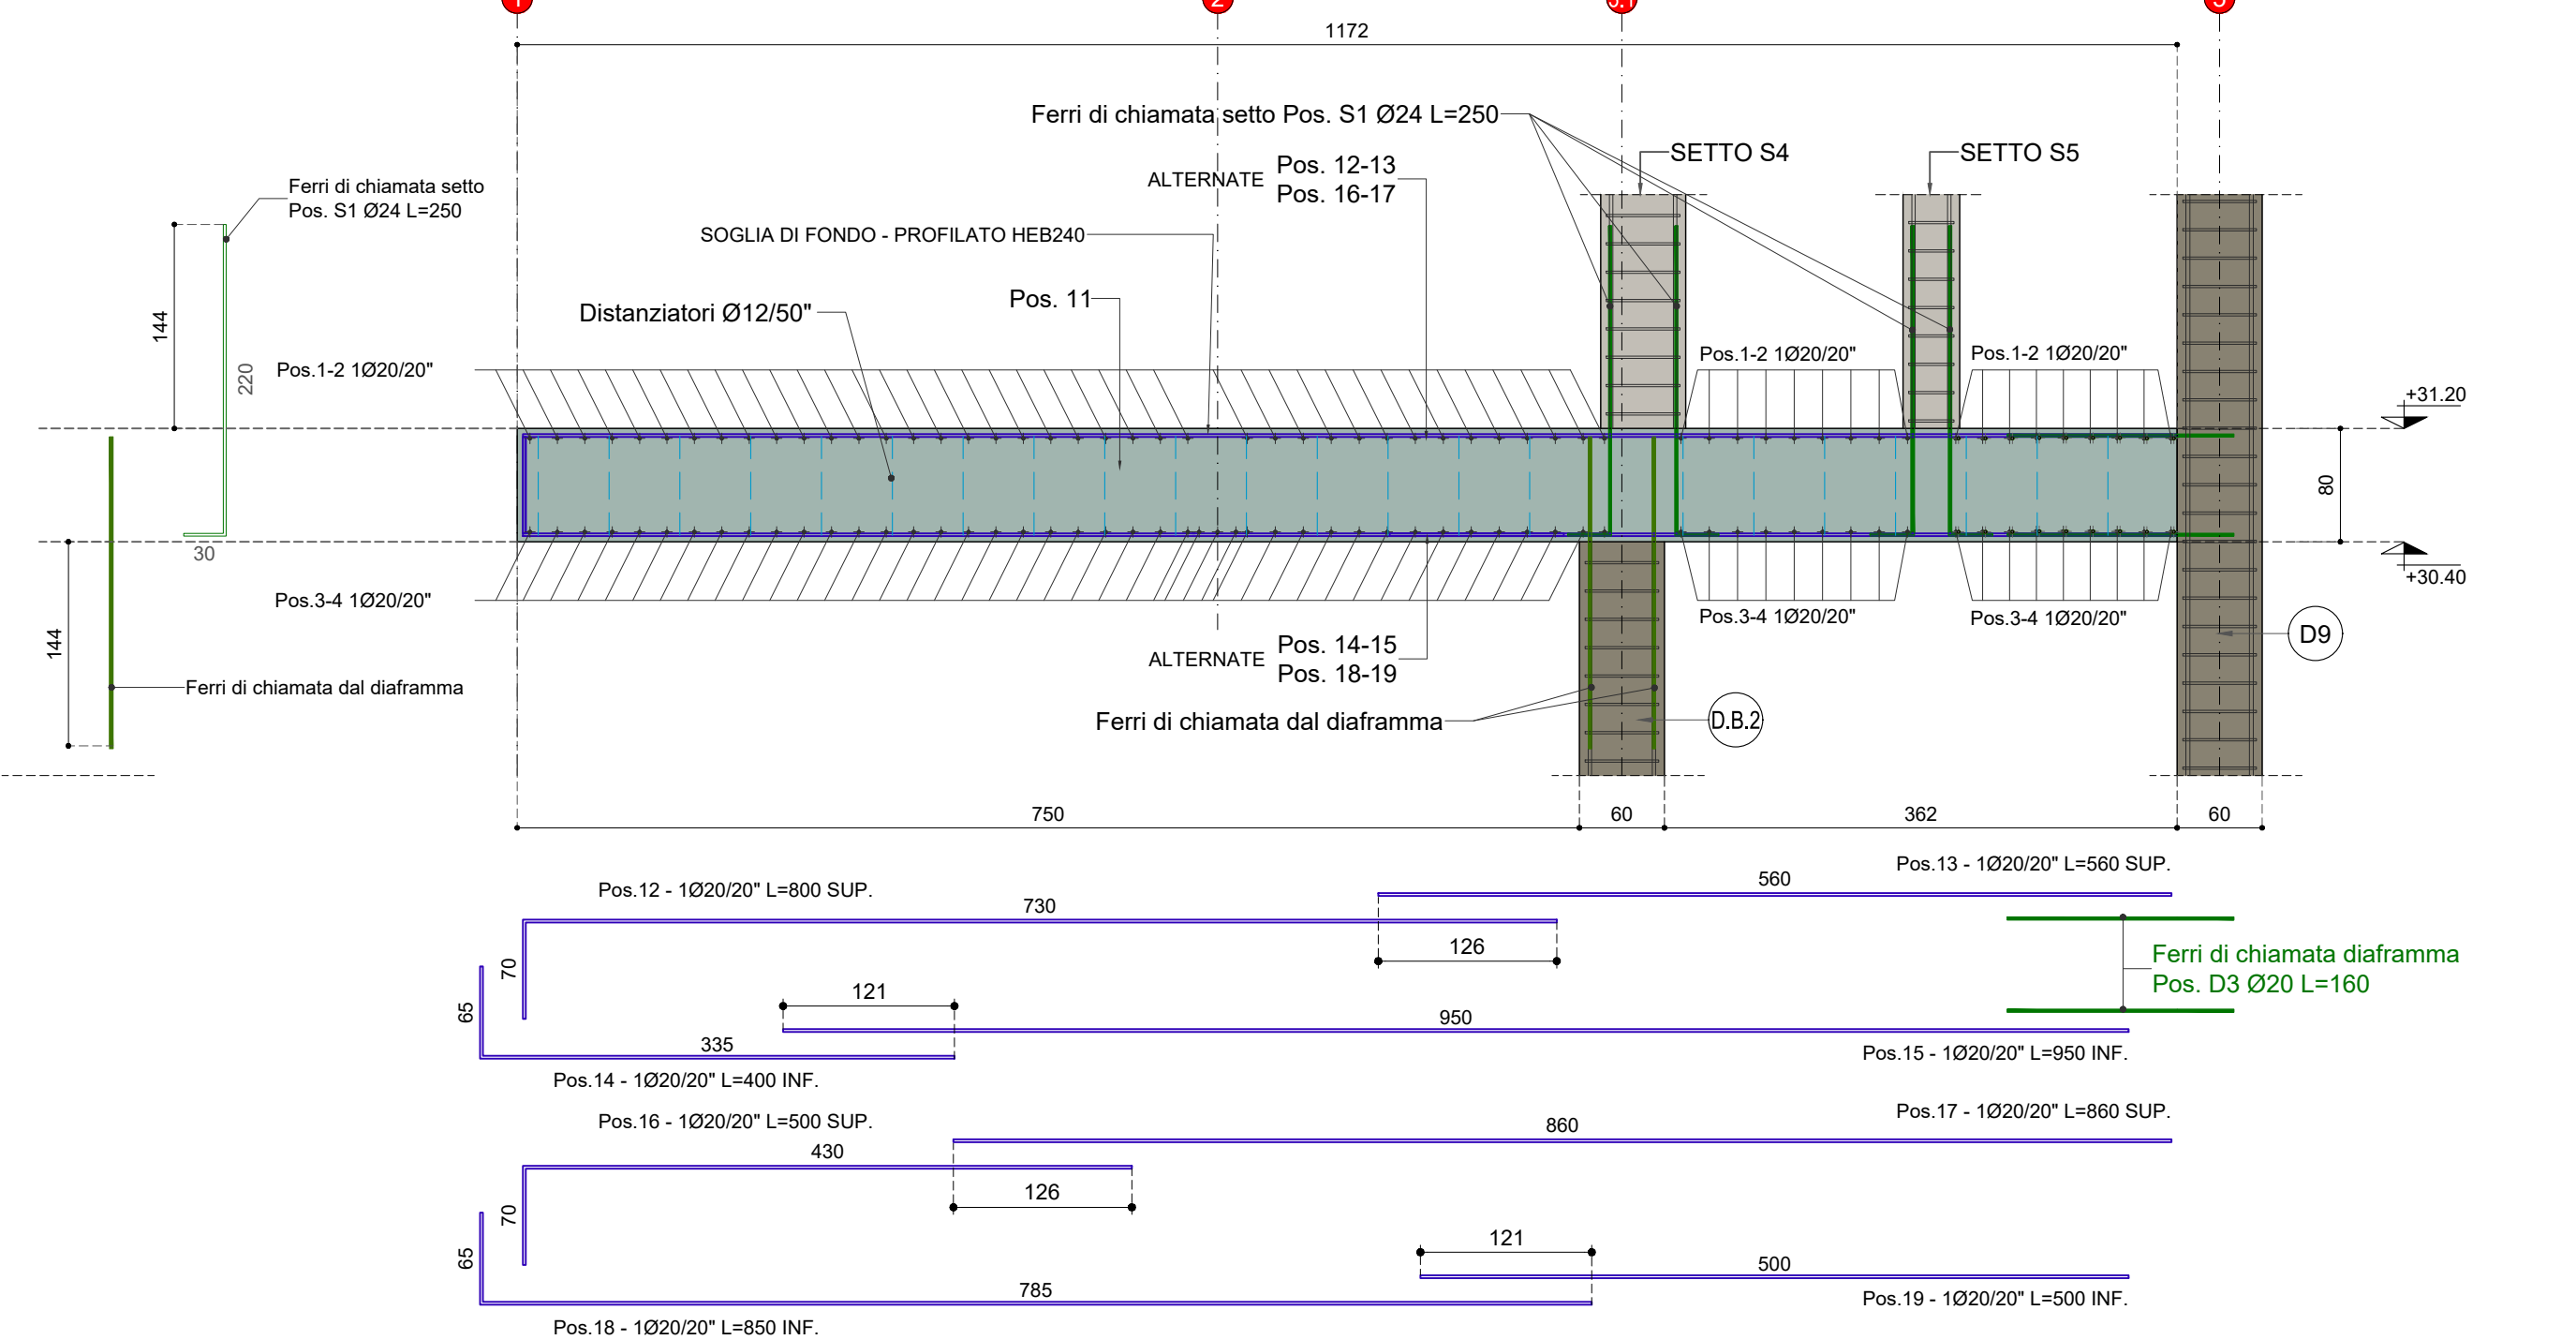 1
2
3.1
1172
Ferri di chiamata setto Pos. S1 Ø24 L=250
SETTO S4
SETTO S5
ALTERNATE
Pos. 12-13
Pos. 16-17
Ferri di chiamata setto
Pos. S1 Ø24 L=250
SOGLIA DI FONDO - PROFILATO HEB240
Pos. 11
Distanziatori Ø12/50"
144
220
Pos.1-2 1Ø20/20"
Pos.1-2 1Ø20/20"
Pos.1-2 1Ø20/20"
+31.20
80
30
+30.40
Pos.3-4 1Ø20/20"
Pos.3-4 1Ø20/20"
Pos.3-4 1Ø20/20"
144
ALTERNATE
Pos. 14-15
Pos. 18-19
D9
Ferri di chiamata dal diaframma
Ferri di chiamata dal diaframma
D.B.2
750
60
362
60
Pos.12 - 1Ø20/20" L=800 SUP.
Pos.13 - 1Ø20/20" L=560 SUP.
560
730
126
70
Ferri di chiamata diaframma
Pos. D3 Ø20 L=160
121
65
950
335
Pos.15 - 1Ø20/20" L=950 INF.
Pos.14 - 1Ø20/20" L=400 INF.
Pos.16 - 1Ø20/20" L=500 SUP.
Pos.17 - 1Ø20/20" L=860 SUP.
860
430
126
70
121
65
500
785
Pos.19 - 1Ø20/20" L=500 INF.
Pos.18 - 1Ø20/20" L=850 INF.